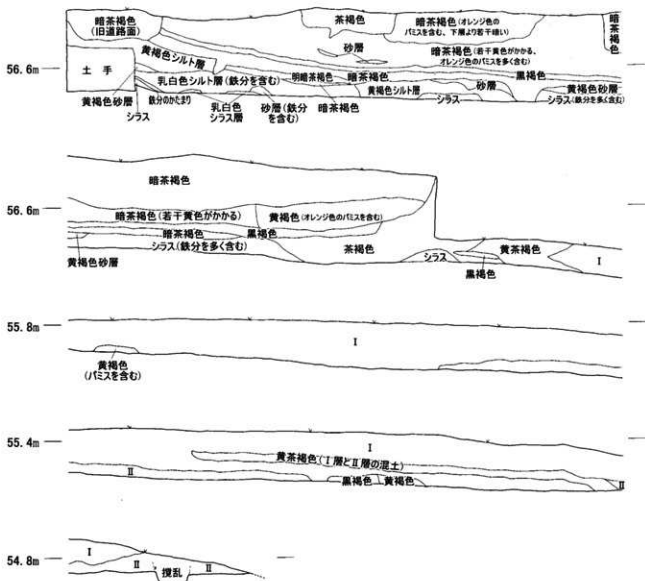 暗茶褐色
(旧道路面)
茶褐色
暗茶褐色(オレンジ色の
パミスを含む、下層より若干暗い)
暗茶褐色
砂層
暗茶褐色(若干黄色がかかる、
オレンジ色のパミスを多く含む)
黄褐色シルト層
56.6m
土手
乳白色シルト層(鉄分を含む)
明暗茶褐色
暗茶褐色
黒褐色
砂層
黄褐色砂層
黄褐色砂層
鉄分のかたまり
乳白色
シラス層
砂層(鉄分
を含む)
暗茶褐色
黄褐色シルト層
シラス
シラス(鉄分を多く含む)
シラス
暗茶褐色
56.6m
暗茶褐色(若干黄色がかかる)
黄褐色(オレンジ色のパミスを含む)
暗茶褐色
黒褐色
シラス(鉄分を多く含む)
茶褐色
シラス
黄茶褐色
I
黄褐色砂層
黒褐色
55.8m
I
黄褐色
(パミスを含む)
55.4m
I
黄茶褐色(I層とII層の混土)
II
黒褐色
黄褐色
II
54.8m
I
II
撹乱
II